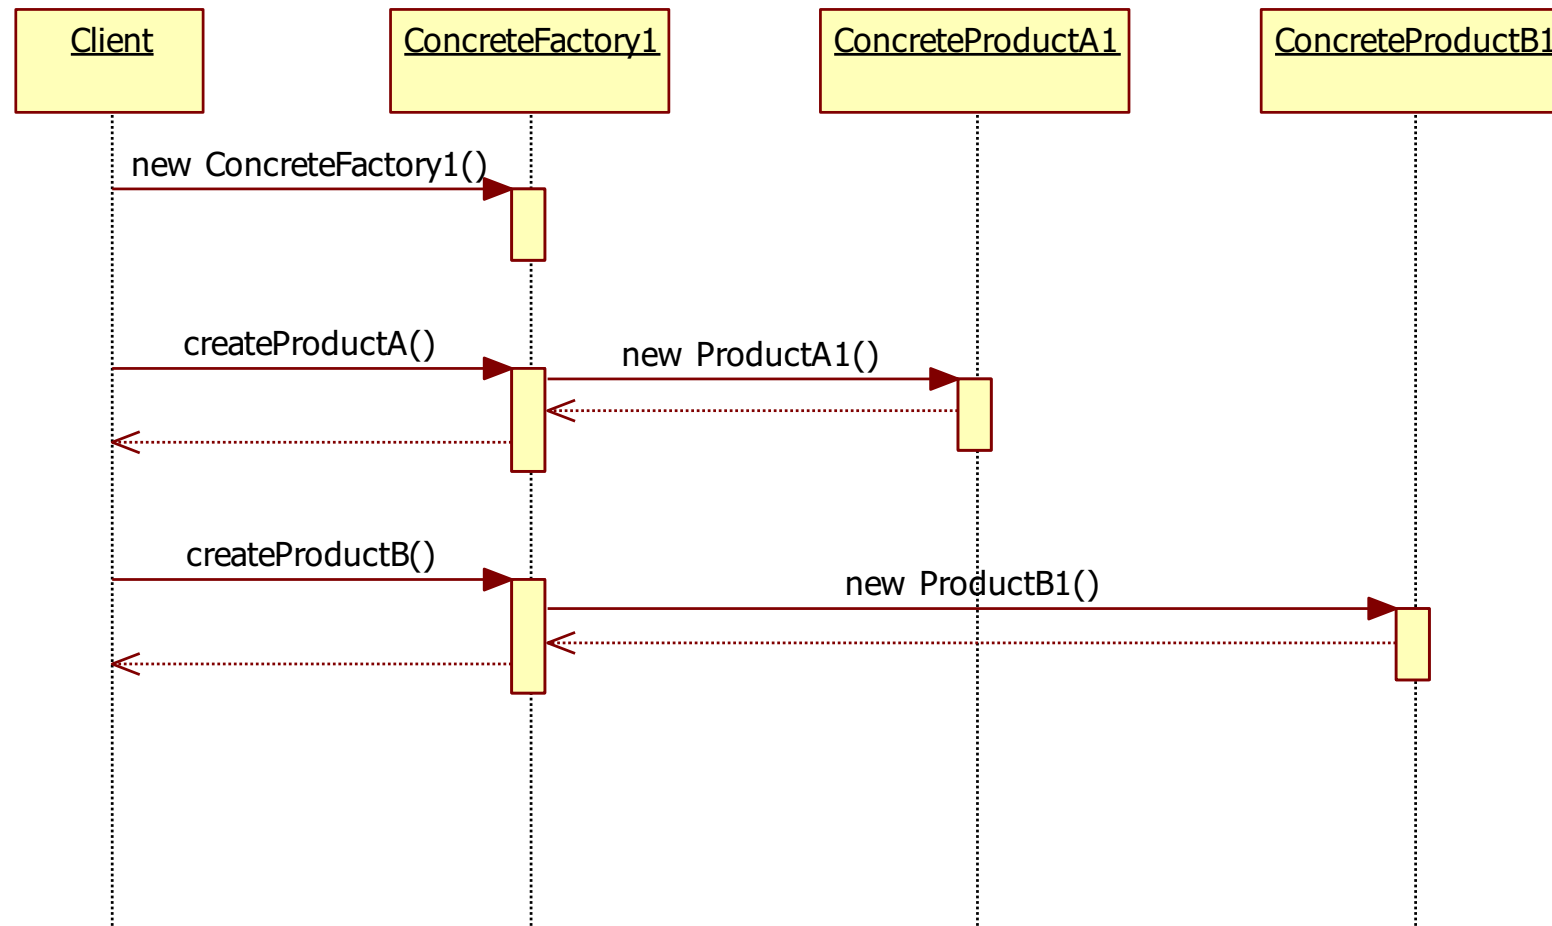 Client
ConcreteFactory1
ConcreteProductA1
ConcreteProductB1
new ConcreteFactory1()
createProductA()
new ProductA1()
createProductB()
new ProductB1()